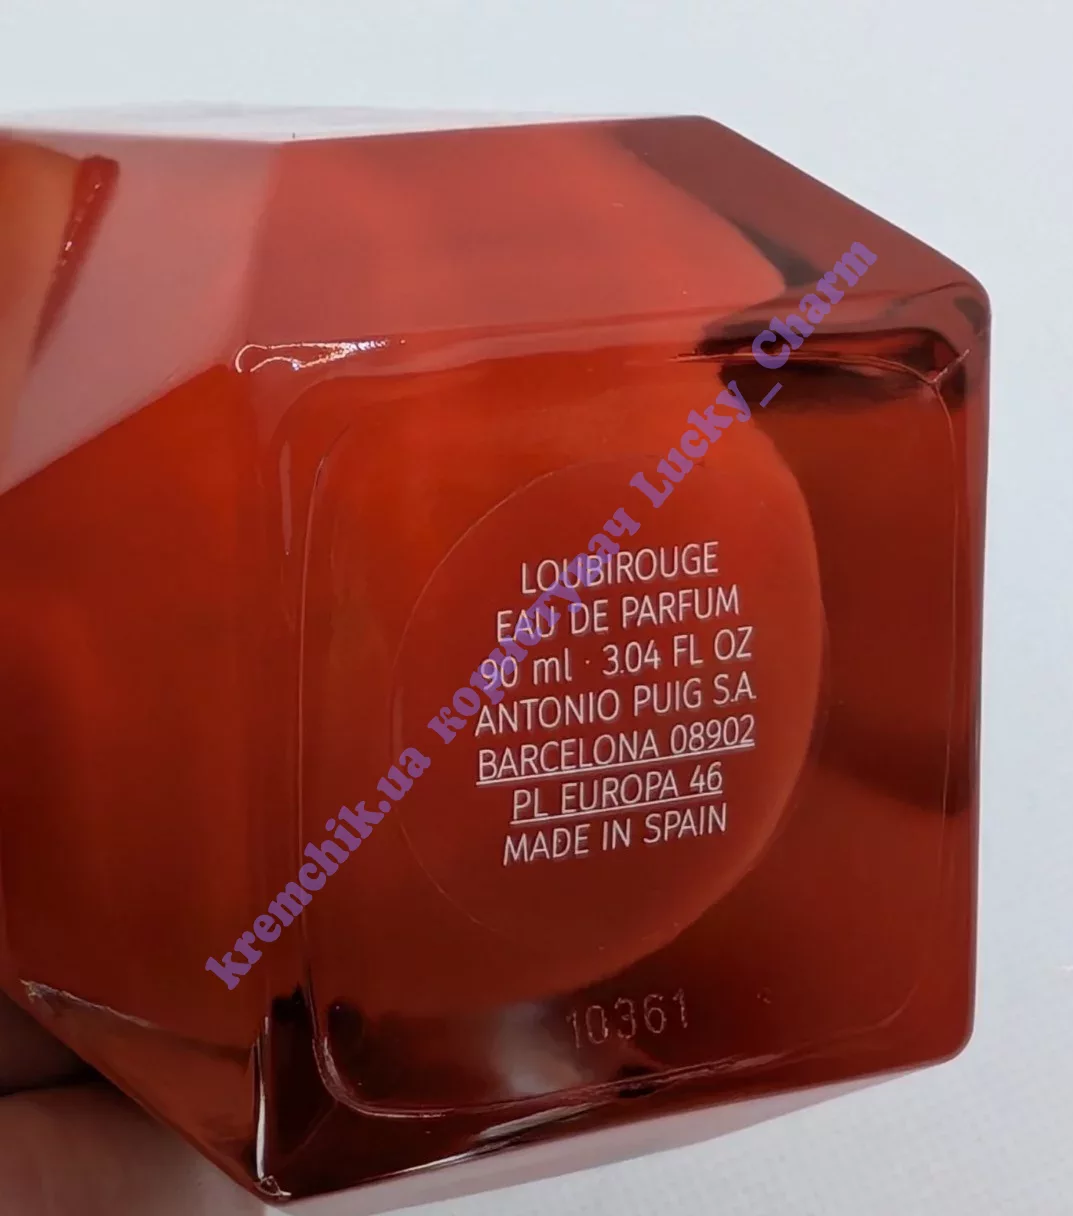 LOUBIROUGE
EAU DE PARFUM
90 ml · 3.04 FL OZ
ANTONIO PUIG S.A.
BARCELONA 08902
PL EUROPA 46
MADE IN SPAIN
10361
kremchik.ua користувач Lucky_Charm